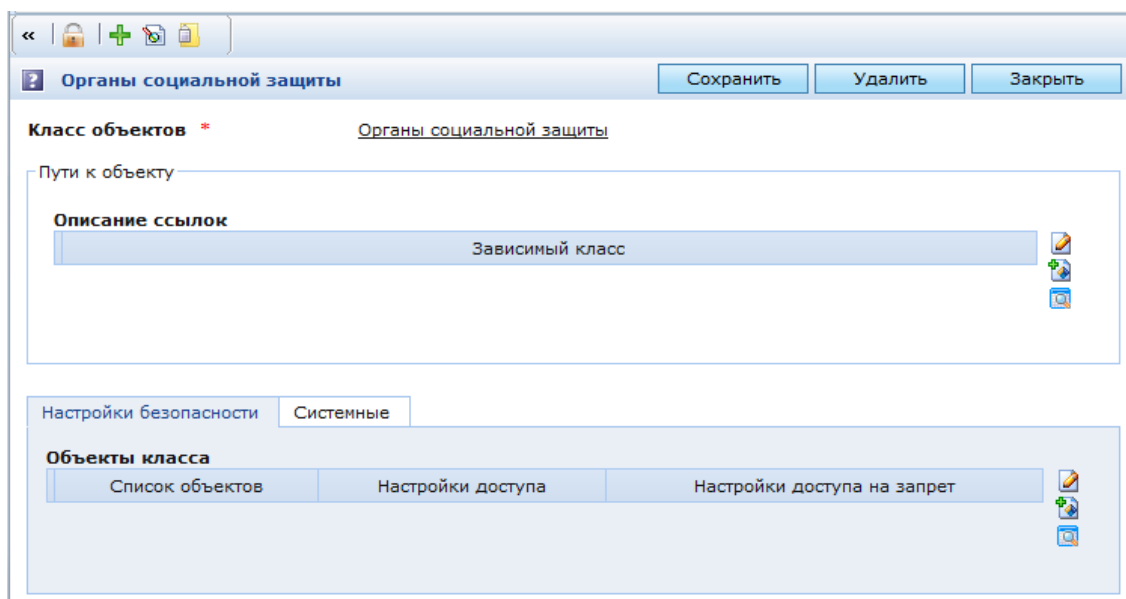 «
? Органы социальной защиты Сохранить Удалить Закрыть
Класс объектов * Органы социальной защиты
Пути к объекту
Описание ссылок
Зависимый класс
Настройки безопасности Системные
Объекты класса
Список объектов Настройки доступа Настройки доступа на запрет